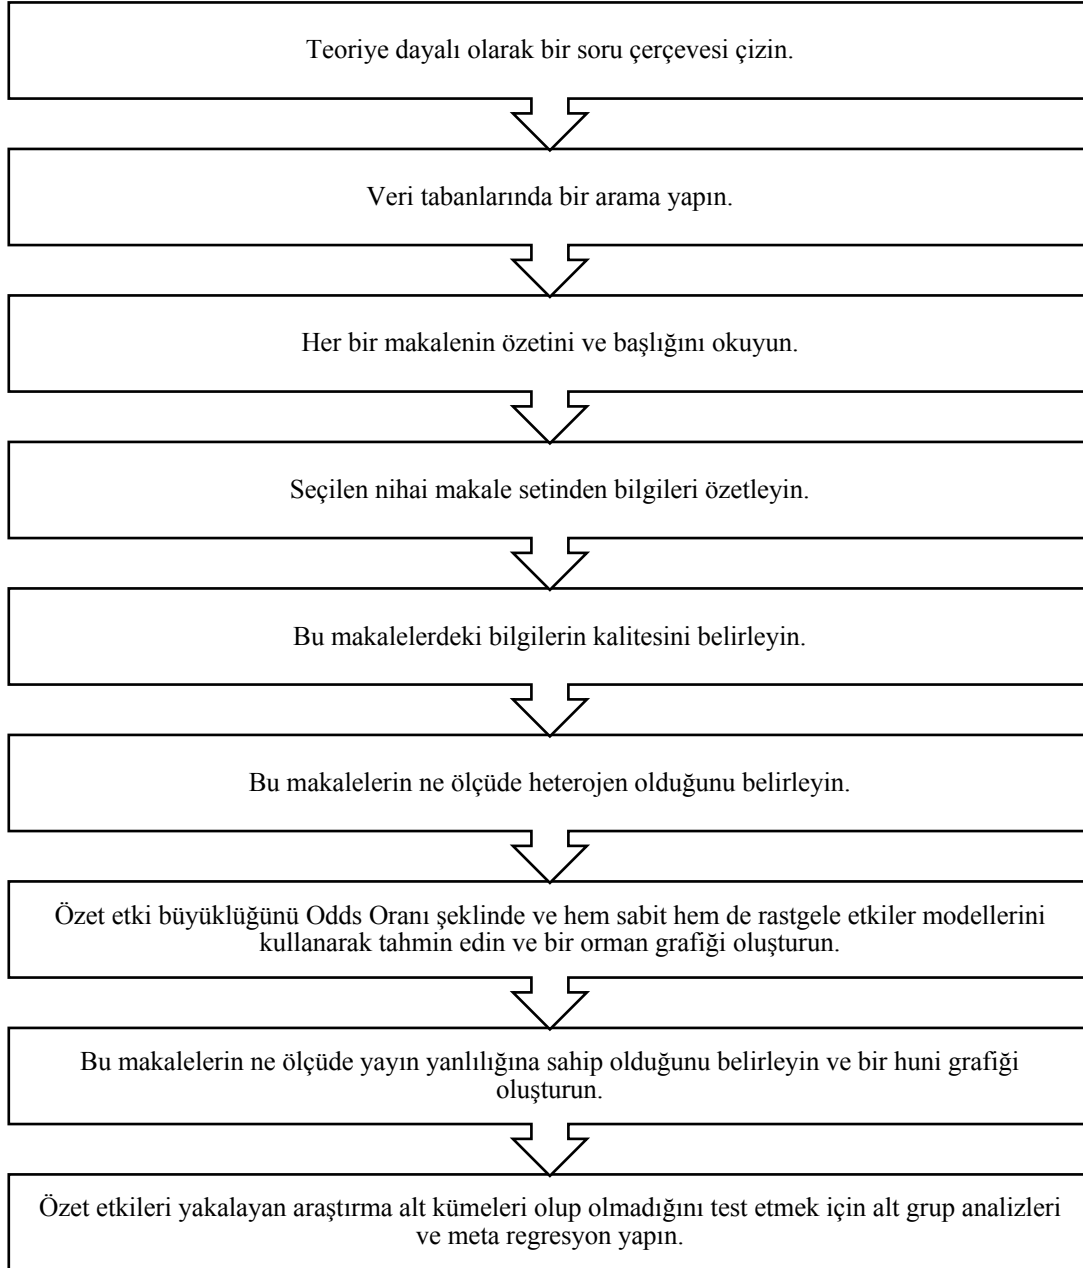 Teoriye dayalı olarak bir soru çerçevesi çizin.
Veri tabanlarında bir arama yapın.
Her bir makalenin özetini ve başlığını okuyun.
Seçilen nihai makale setinden bilgileri özetleyin.
Bu makalelerdeki bilgilerin kalitesini belirleyin.
Bu makalelerin ne ölçüde heterojen olduğunu belirleyin.
Özet etki büyüklüğünü Odds Oranı şeklinde ve hem sabit hem de rastgele etkiler modellerini
kullanarak tahmin edin ve bir orman grafiği oluşturun.
Bu makalelerin ne ölçüde yayın yanlılığına sahip olduğunu belirleyin ve bir huni grafiği
oluşturun.
Özet etkileri yakalayan araştırma alt kümeleri olup olmadığını test etmek için alt grup analizleri
ve meta regresyon yapın.